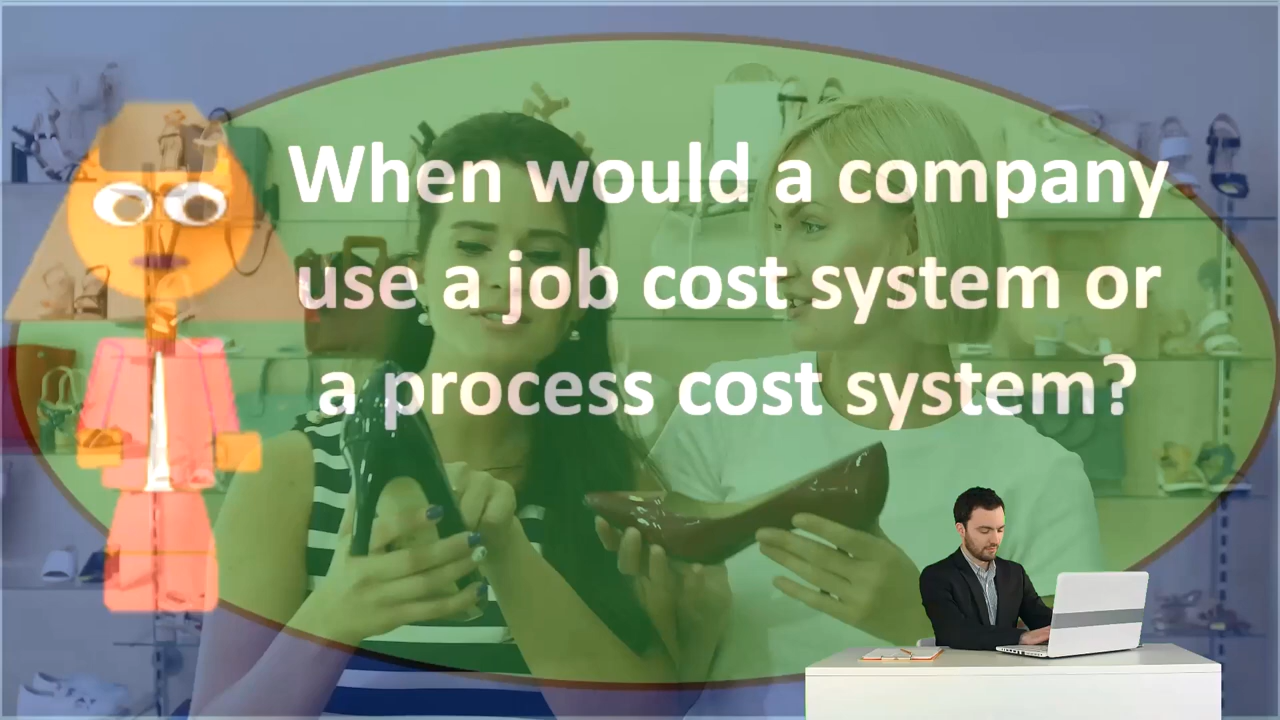 When would a company
use a job cost system or
a process cost system?